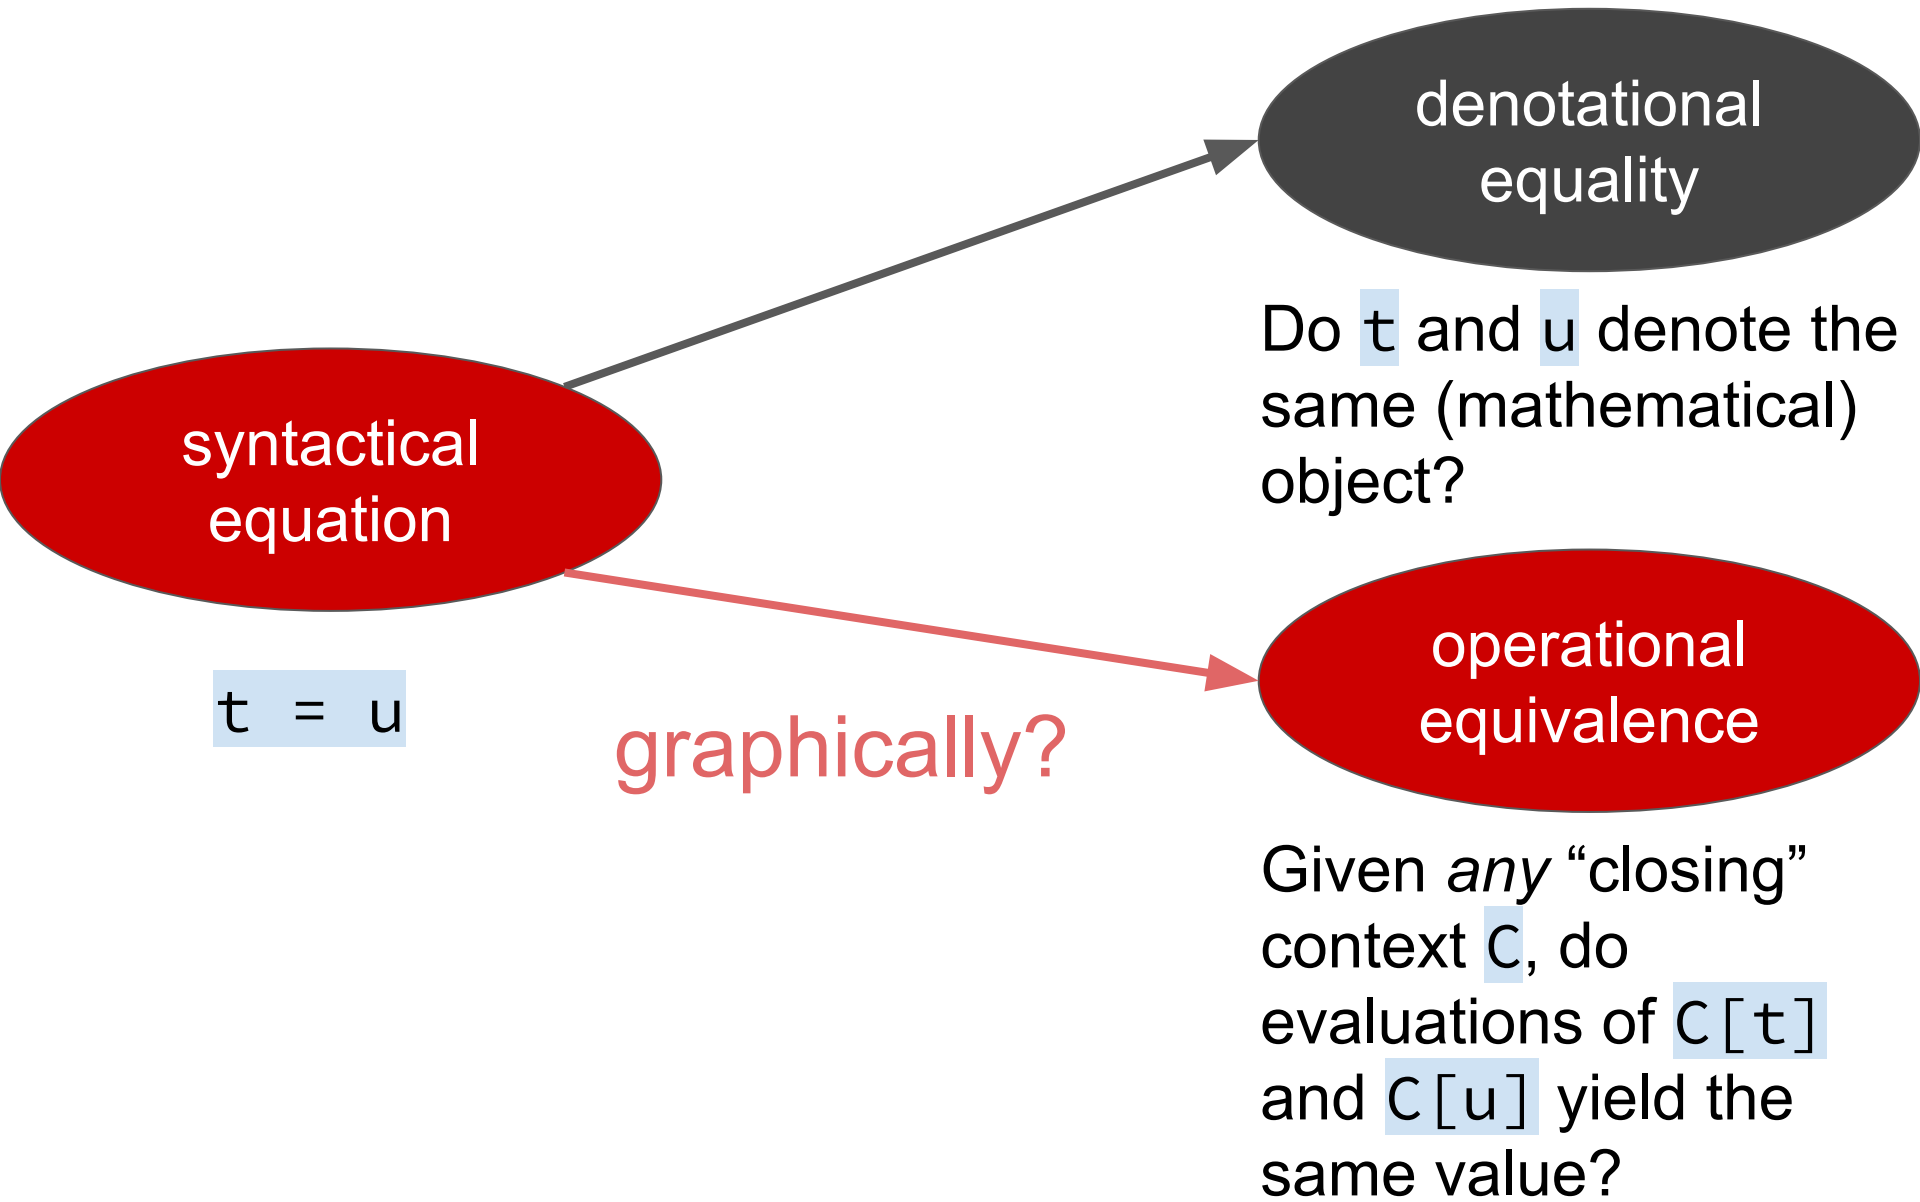 denotational
equality
Do t and u denote the
same (mathematical)
object?
syntactical
equation
t = u
graphically?
operational
equivalence
Given any “closing”
context C, do
evaluations of C[t]
and C[u] yield the
same value?